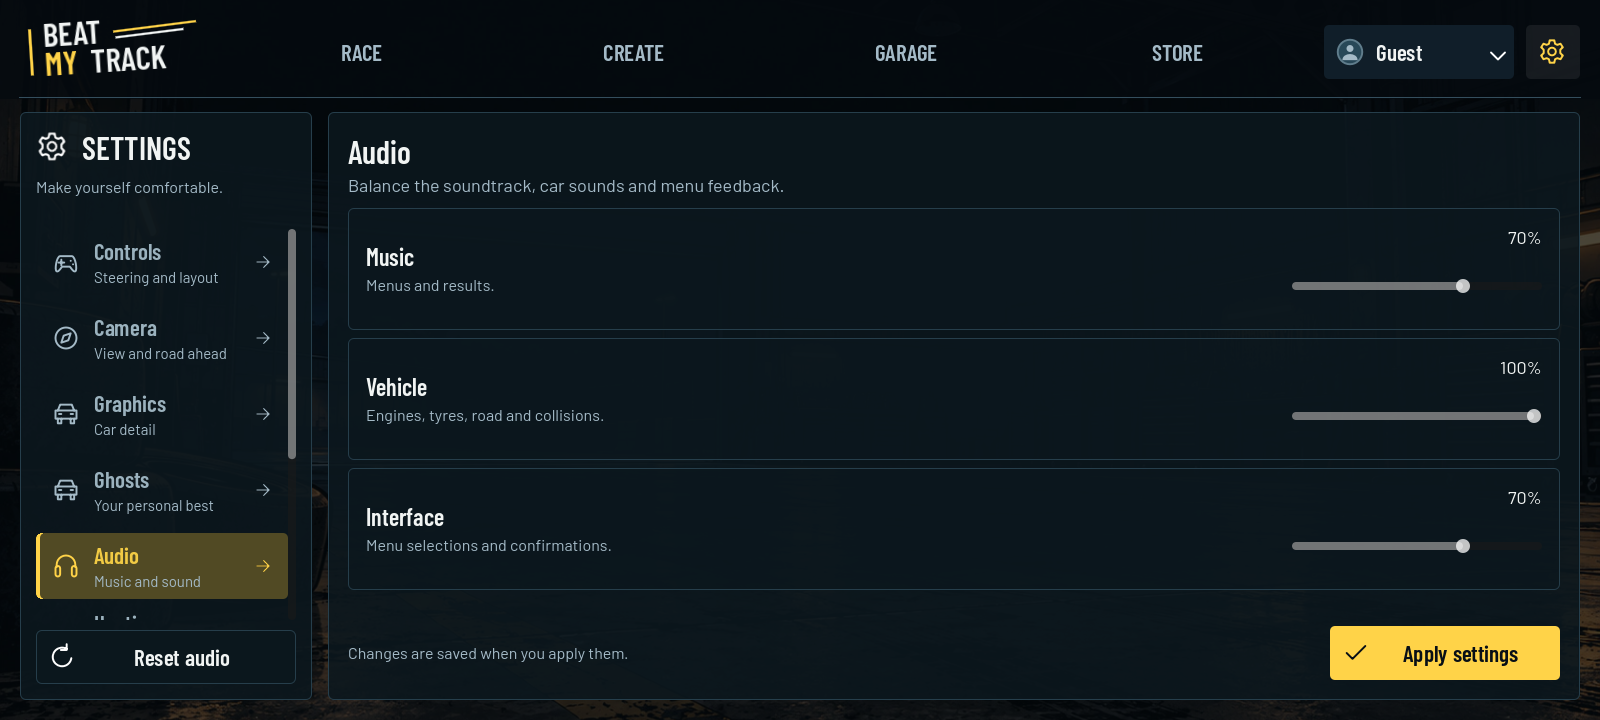 BEAT
MY TRACK
RACE
CREATE
GARAGE
STORE
Guest
SETTINGS
Make yourself comfortable.
Controls
Steering and layout
Camera
View and road ahead
Graphics
Car detail
Ghosts
Your personal best
Audio
Music and sound
Reset audio
Audio
Balance the soundtrack, car sounds and menu feedback.
Music
Menus and results.
70%
Vehicle
Engines, tyres, road and collisions.
100%
Interface
Menu selections and confirmations.
70%
Changes are saved when you apply them.
Apply settings